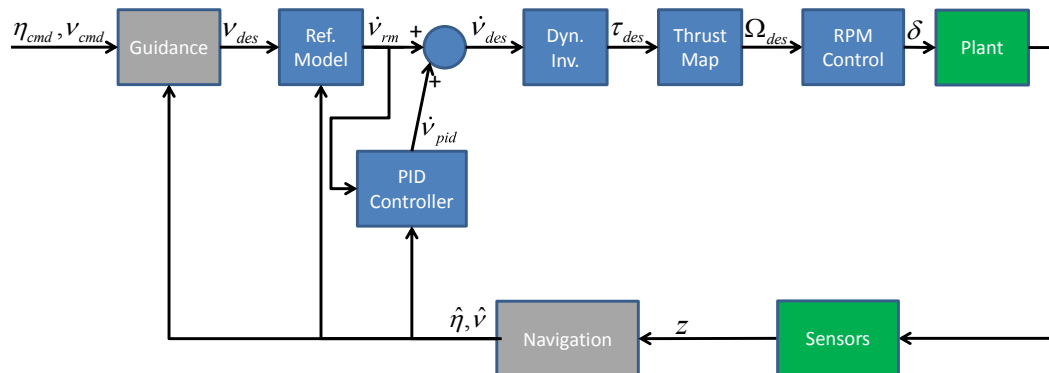 η_cmd, ν_cmd
Guidance
ν_des
Ref.
Model
ν̇_rm
+
ν̇_des
Dyn.
Inv.
τ_des
Thrust
Map
Ω_des
RPM
Control
δ
Plant
+
ν̇_pid
PID
Controller
η̂, ν̂
Navigation
z
Sensors